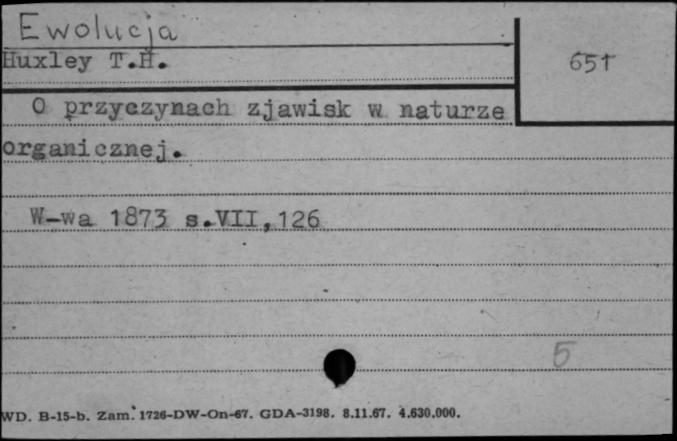 Ewolucja
Huxley T.H.
651
O przyczynach zjawisk w naturze
organicznej.
W-wa 1873 s.VII,126
5
WD. B-15-b. Zam. 1726-DW-On-67. GDA-3198. 8.11.67. 4.630.000.